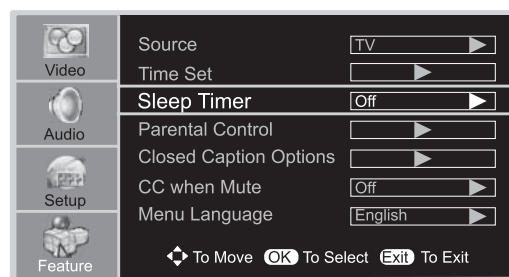 Video
Audio
Setup
Feature
Source TV
Time Set
Sleep Timer Off
Parental Control
Closed Caption Options
CC when Mute Off
Menu Language English
To Move OK To Select Exit To Exit